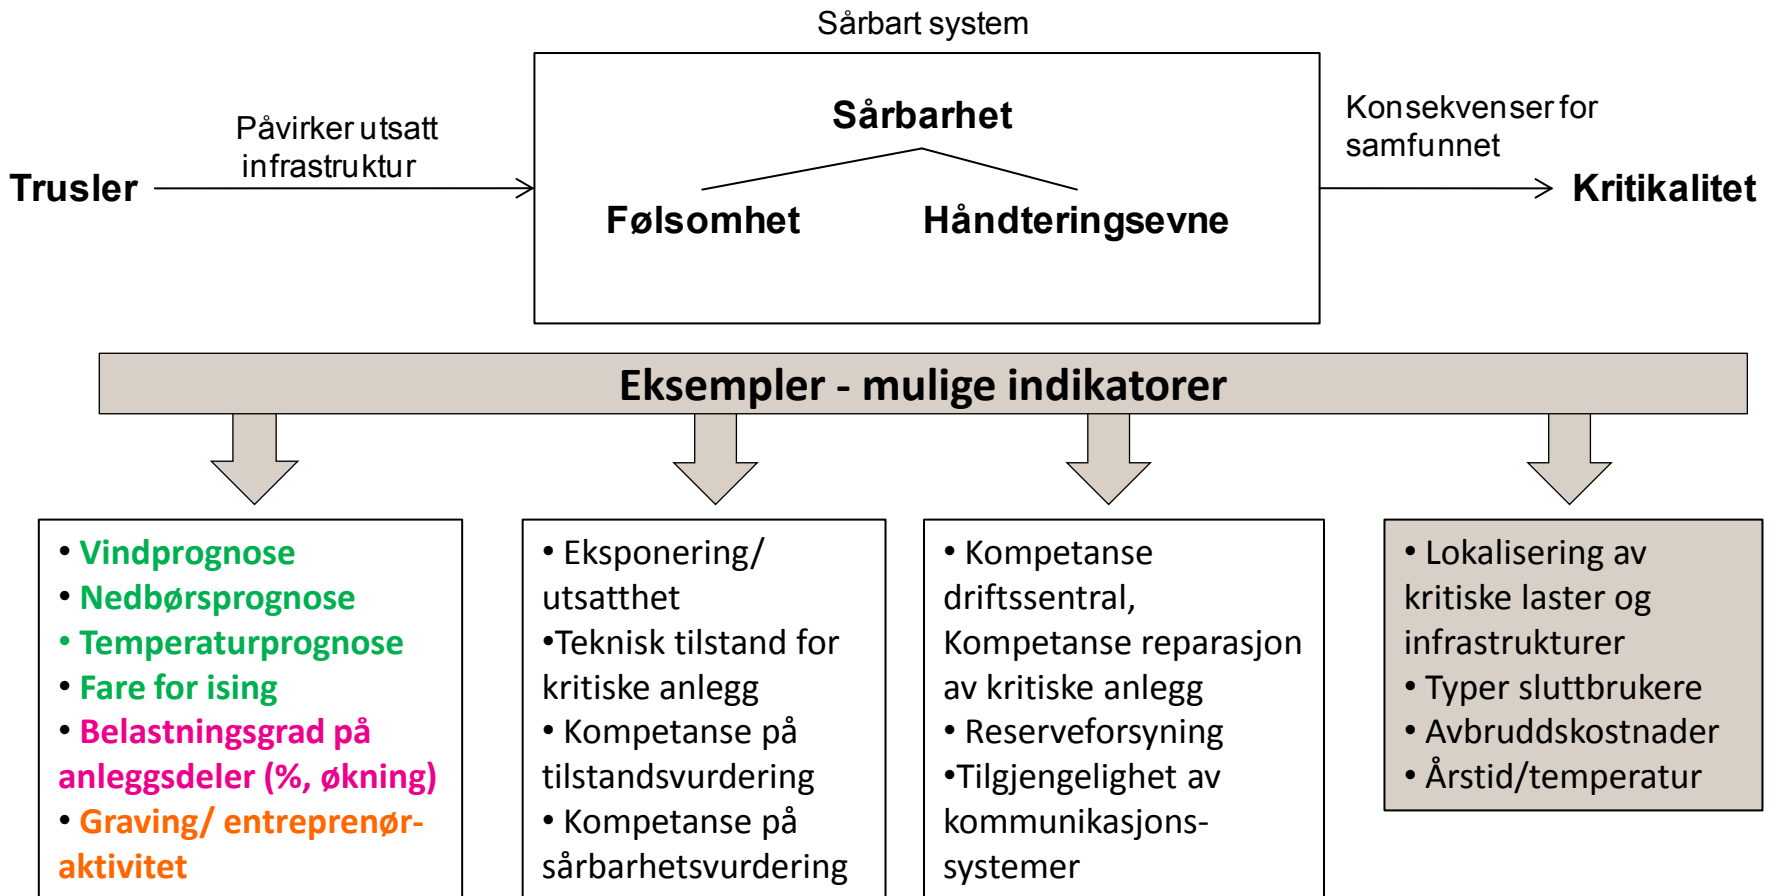 Sårbart system
Påvirker utsatt
infrastruktur
Trusler
Sårbarhet
Følsomhet
Håndteringsevne
Konsekvenser for
samfunnet
Kritikalitet
Eksempler - mulige indikatorer
• Vindprognose
• Nedbørsprognose
• Temperaturprognose
• Fare for ising
• Belastningsgrad på
anleggsdeler (%, økning)
• Graving/ entreprenør-
aktivitet
• Eksponering/
utsatthet
•Teknisk tilstand for
kritiske anlegg
• Kompetanse på
tilstandsvurdering
• Kompetanse på
sårbarhetsvurdering
• Kompetanse
driftssentral,
Kompetanse reparasjon
av kritiske anlegg
• Reserveforsyning
•Tilgjengelighet av
kommunikasjons-
systemer
• Lokalisering av
kritiske laster og
infrastrukturer
• Typer sluttbrukere
• Avbruddskostnader
• Årstid/temperatur